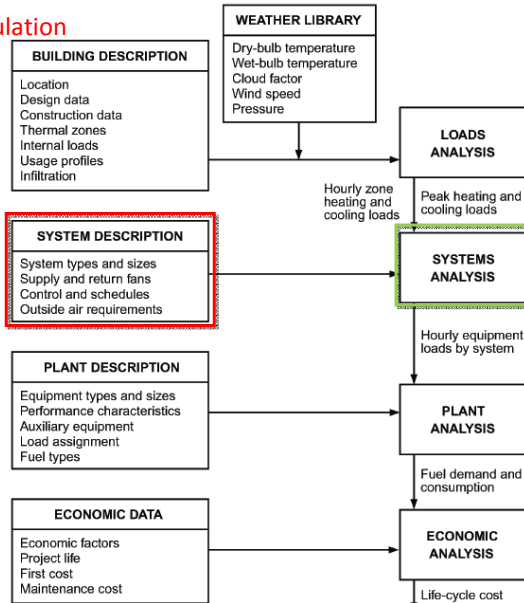 ulation
WEATHER LIBRARY
Dry-bulb temperature
Wet-bulb temperature
Cloud factor
Wind speed
Pressure
BUILDING DESCRIPTION
Location
Design data
Construction data
Thermal zones
Internal loads
Usage profiles
Infiltration
LOADS
ANALYSIS
Hourly zone
heating and
cooling loads
Peak heating and
cooling loads
SYSTEM DESCRIPTION
System types and sizes
Supply and return fans
Control and schedules
Outside air requirements
SYSTEMS
ANALYSIS
Hourly equipment
loads by system
PLANT DESCRIPTION
Equipment types and sizes
Performance characteristics
Auxiliary equipment
Load assignment
Fuel types
PLANT
ANALYSIS
Fuel demand and
consumption
ECONOMIC DATA
Economic factors
Project life
First cost
Maintenance cost
ECONOMIC
ANALYSIS
Life-cycle cost